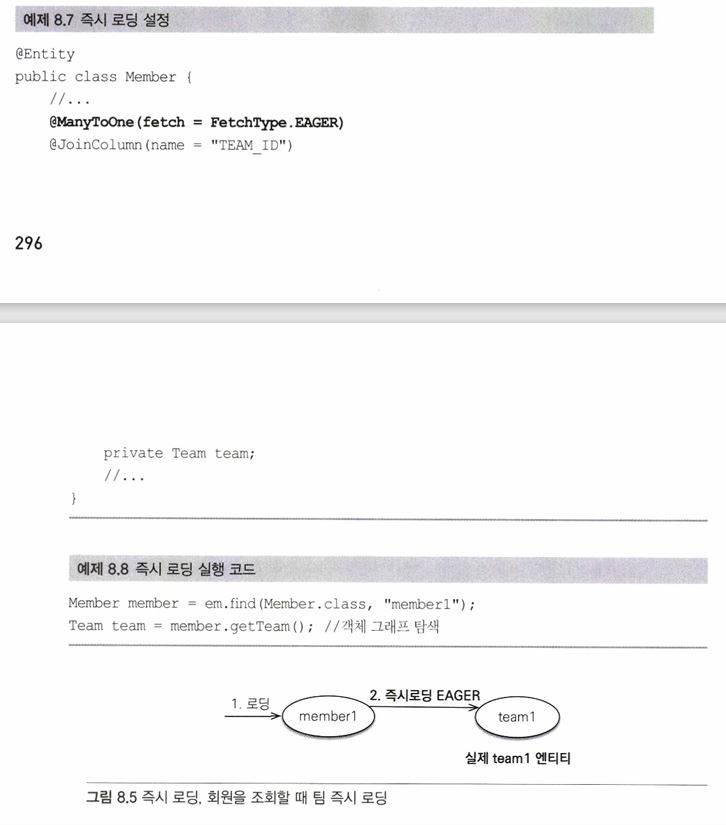 예제 8.7 즉시 로딩 설정
@Entity
public class Member {
//...
@ManyToOne(fetch = FetchType.EAGER)
@JoinColumn(name = "TEAM_ID")
296
private Team team;
//...
}
예제 8.8 즉시 로딩 실행 코드
Member member = em.find(Member.class, "member1");
Team team = member.getTeam(); //객체 그래프 탐색
1. 로딩
2. 즉시로딩 EAGER
member1
team1
실제 team1 엔티티
그림 8.5 즉시 로딩, 회원을 조회할 때 팀 즉시 로딩